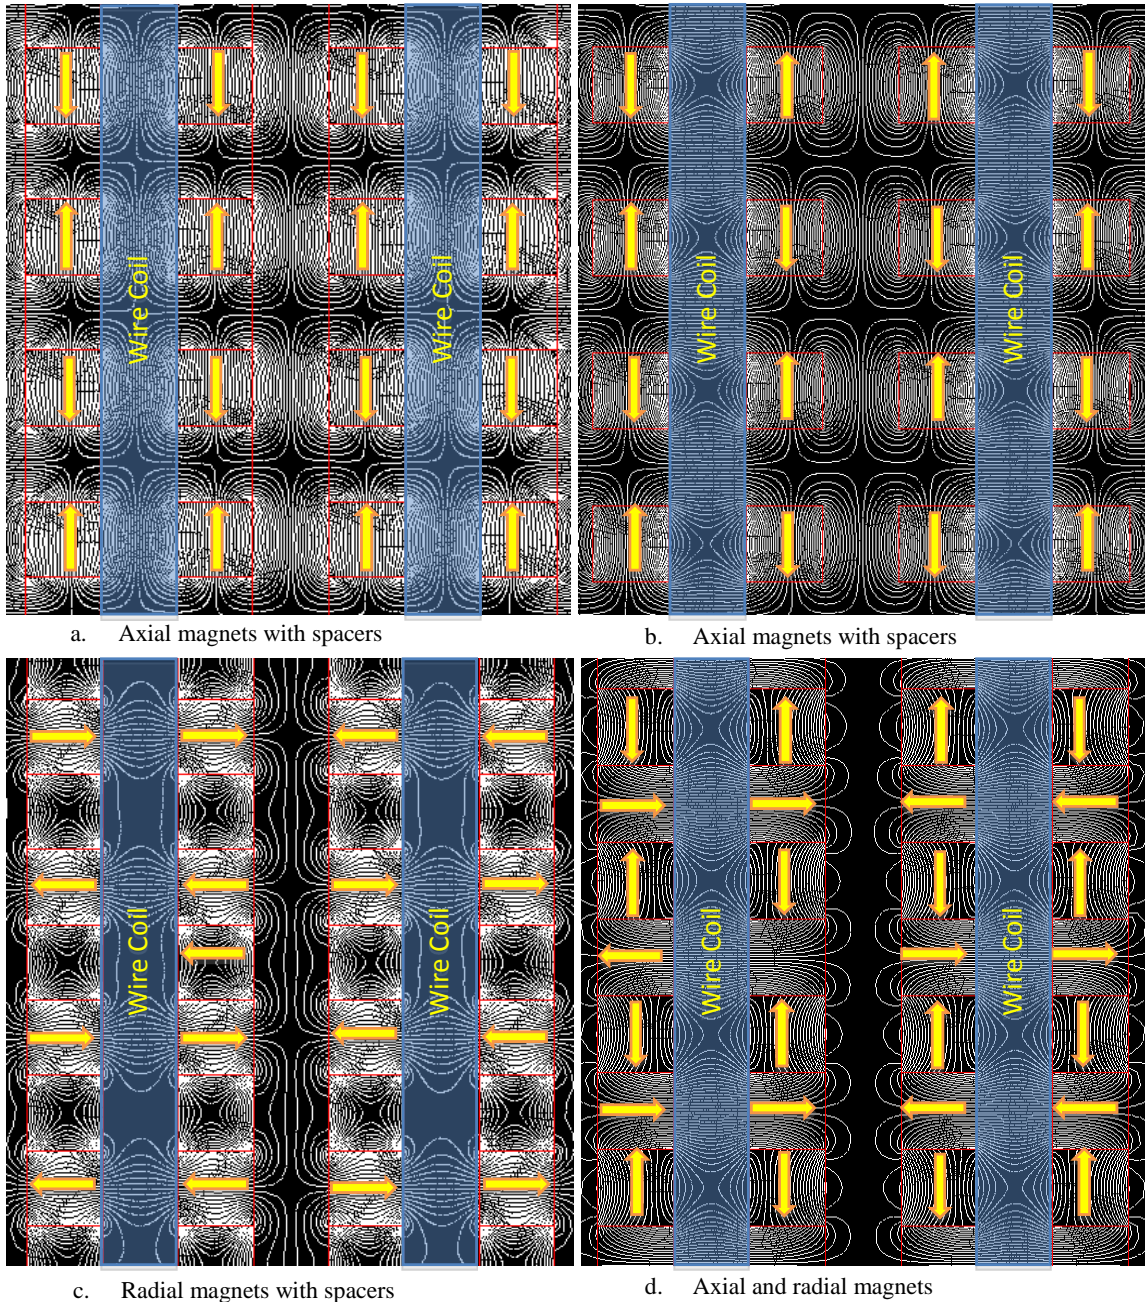 Wire Coil
Wire Coil
Wire Coil
Wire Coil
a. Axial magnets with spacers
b. Axial magnets with spacers
Wire Coil
Wire Coil
Wire Coil
Wire Coil
c. Radial magnets with spacers
d. Axial and radial magnets